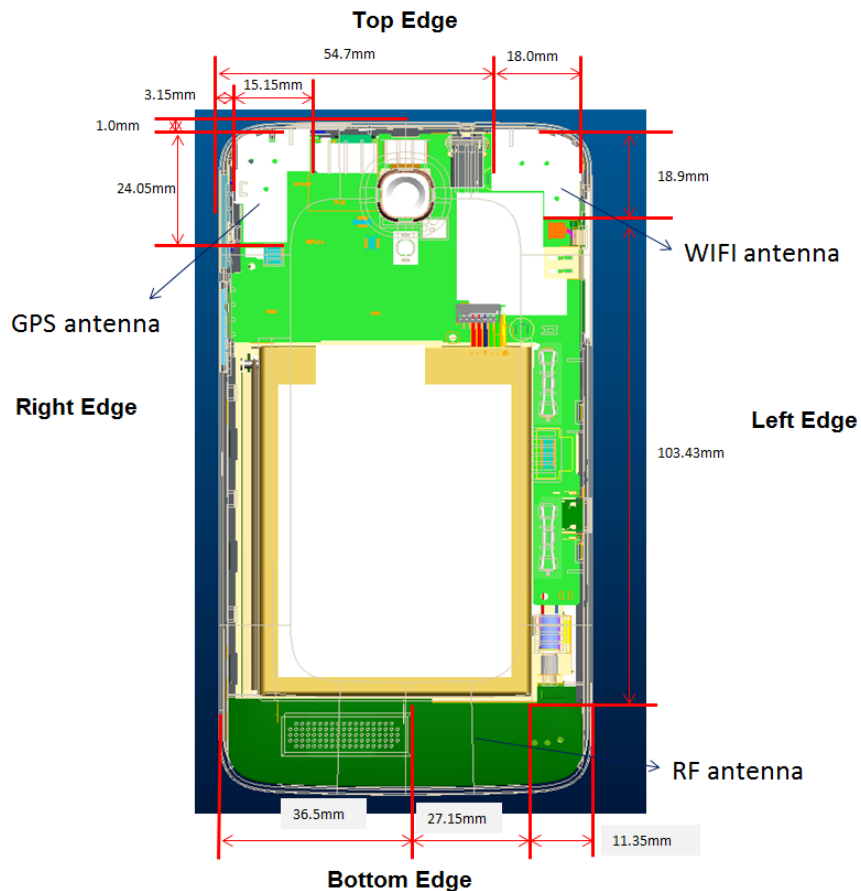 Top Edge
54.7mm
18.0mm
3.15mm
15.15mm
1.0mm
24.05mm
18.9mm
WIFI antenna
GPS antenna
Right Edge
Left Edge
103.43mm
RF antenna
36.5mm
27.15mm
11.35mm
Bottom Edge